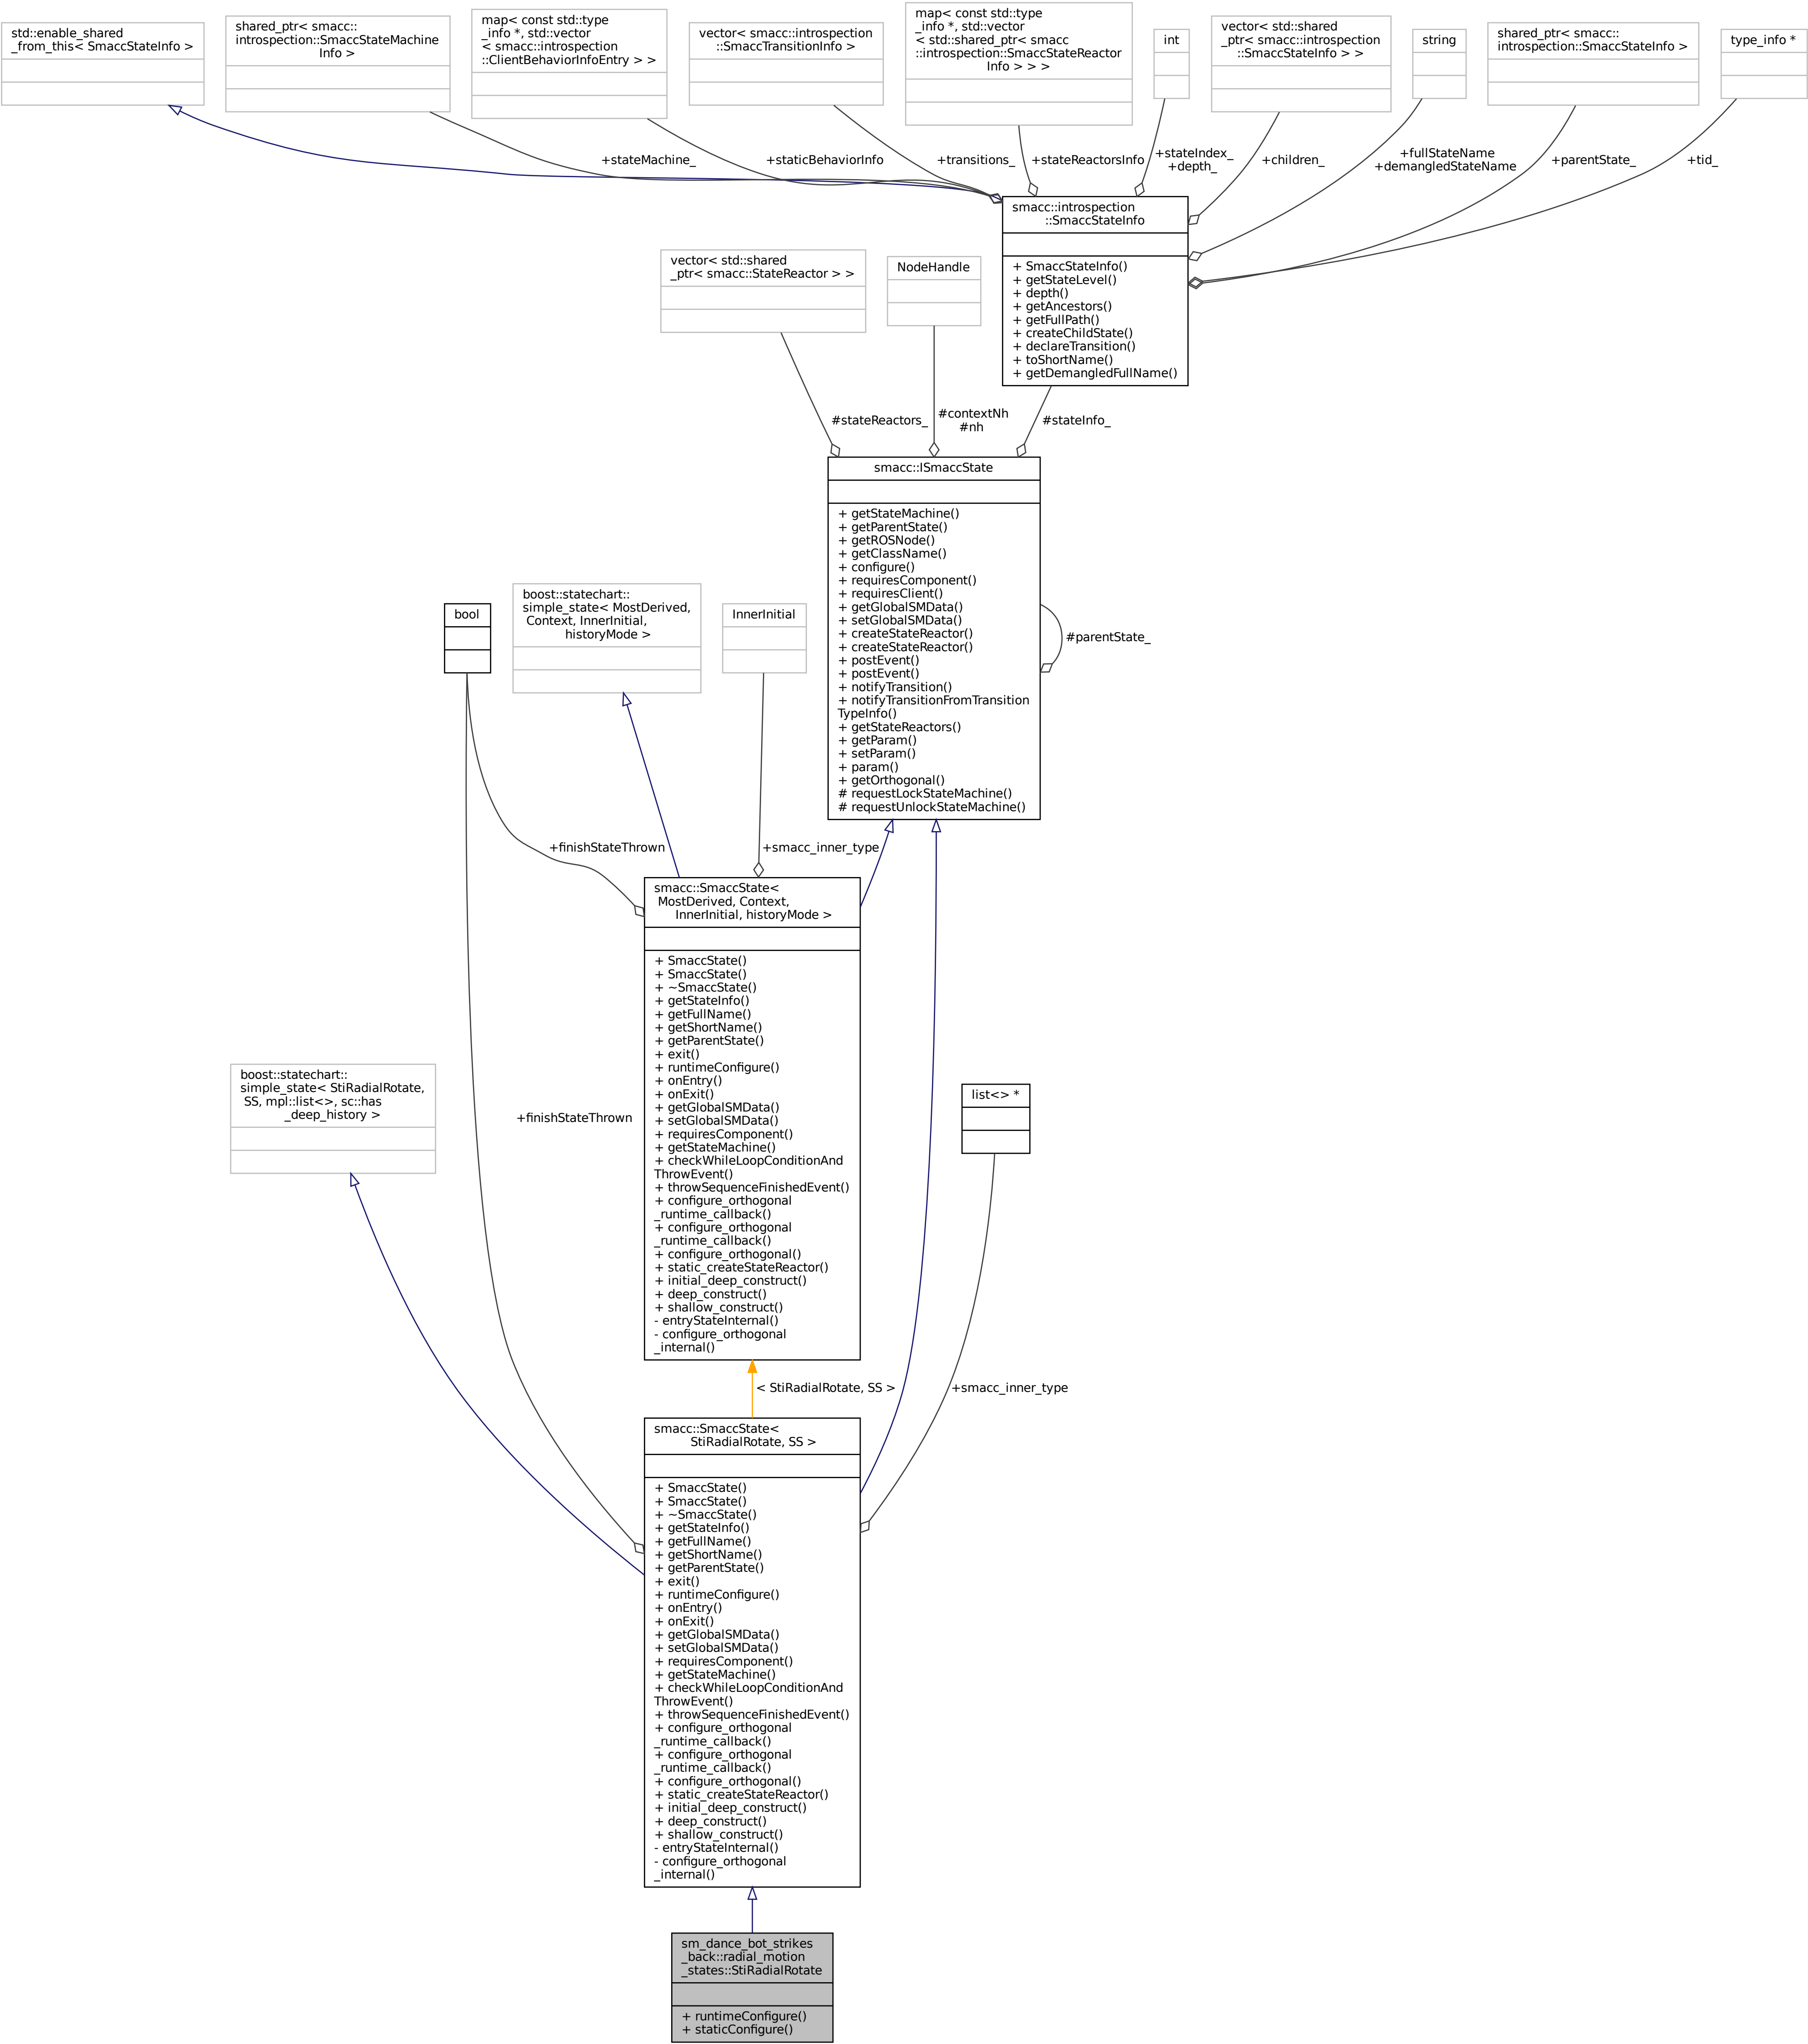 std::enable_shared
_from_this< SmaccStateInfo >
shared_ptr< smacc::
introspection::SmaccStateMachine
Info >
map< const std::type
_info *, std::vector
< smacc::introspection
::ClientBehaviorInfoEntry > >
vector< smacc::introspection
::SmaccTransitionInfo >
map< const std::type
_info *, std::vector
< std::shared_ptr< smacc
::introspection::SmaccStateReactor
Info > > >
int
vector< std::shared
_ptr< smacc::introspection
::SmaccStateInfo > >
string
shared_ptr< smacc::
introspection::SmaccStateInfo >
type_info *
+stateMachine_
+staticBehaviorInfo
+transitions_
+stateReactorsInfo
+stateIndex_
+depth_
+children_
+fullStateName
+demangledStateName
+parentState_
+tid_
smacc::introspection
::SmaccStateInfo
+ SmaccStateInfo()
+ getStateLevel()
+ depth()
+ getAncestors()
+ getFullPath()
+ createChildState()
+ declareTransition()
+ toShortName()
+ getDemangledFullName()
vector< std::shared
_ptr< smacc::StateReactor > >
NodeHandle
#stateReactors_
#contextNh
#nh
#stateInfo_
smacc::ISmaccState
+ getStateMachine()
+ getParentState()
+ getROSNode()
+ getClassName()
+ configure()
+ requiresComponent()
+ requiresClient()
+ getGlobalSMData()
+ setGlobalSMData()
+ createStateReactor()
+ createStateReactor()
+ postEvent()
+ postEvent()
+ notifyTransition()
+ notifyTransitionFromTransition
TypeInfo()
+ getStateReactors()
+ getParam()
+ setParam()
+ param()
+ getOrthogonal()
# requestLockStateMachine()
# requestUnlockStateMachine()
#parentState_
bool
boost::statechart::
simple_state< MostDerived,
Context, InnerInitial,
historyMode >
InnerInitial
+finishStateThrown
+smacc_inner_type
smacc::SmaccState<
MostDerived, Context,
InnerInitial, historyMode >
+ SmaccState()
+ SmaccState()
+ ~SmaccState()
+ getStateInfo()
+ getFullName()
+ getShortName()
+ getParentState()
+ exit()
+ runtimeConfigure()
+ onEntry()
+ onExit()
+ getGlobalSMData()
+ setGlobalSMData()
+ requiresComponent()
+ getStateMachine()
+ checkWhileLoopConditionAnd
ThrowEvent()
+ throwSequenceFinishedEvent()
+ configure_orthogonal
_runtime_callback()
+ configure_orthogonal
_runtime_callback()
+ configure_orthogonal()
+ static_createStateReactor()
+ initial_deep_construct()
+ deep_construct()
+ shallow_construct()
- entryStateInternal()
- configure_orthogonal
_internal()
boost::statechart::
simple_state< StiRadialRotate,
SS, mpl::list<>, sc::has
_deep_history >
+finishStateThrown
list<> *
< StiRadialRotate, SS >
+smacc_inner_type
smacc::SmaccState<
StiRadialRotate, SS >
+ SmaccState()
+ SmaccState()
+ ~SmaccState()
+ getStateInfo()
+ getFullName()
+ getShortName()
+ getParentState()
+ exit()
+ runtimeConfigure()
+ onEntry()
+ onExit()
+ getGlobalSMData()
+ setGlobalSMData()
+ requiresComponent()
+ getStateMachine()
+ checkWhileLoopConditionAnd
ThrowEvent()
+ throwSequenceFinishedEvent()
+ configure_orthogonal
_runtime_callback()
+ configure_orthogonal
_runtime_callback()
+ configure_orthogonal()
+ static_createStateReactor()
+ initial_deep_construct()
+ deep_construct()
+ shallow_construct()
- entryStateInternal()
- configure_orthogonal
_internal()
sm_dance_bot_strikes
_back::radial_motion
_states::StiRadialRotate
+ runtimeConfigure()
+ staticConfigure()